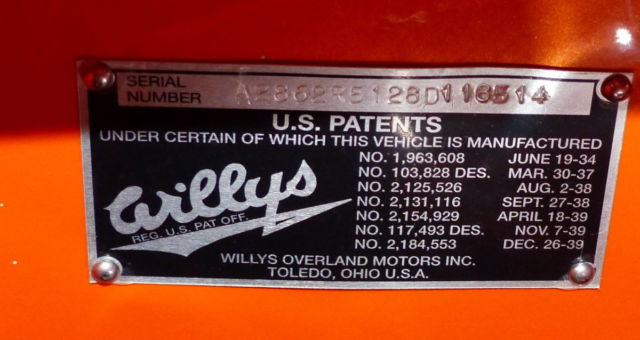 SERIAL
NUMBER AZ862R5128D116514
U.S. PATENTS
UNDER CERTAIN OF WHICH THIS VEHICLE IS MANUFACTURED
NO. 1,963,608 JUNE 19-34
NO. 103,828 DES. MAR. 30-37
NO. 2,125,526 AUG. 2-38
NO. 2,131,116 SEPT. 27-38
NO. 2,154,929 APRIL 18-39
NO. 117,493 DES. NOV. 7-39
NO. 2,184,553 DEC. 26-39
Willys
REG. U.S. PAT OFF.
WILLYS OVERLAND MOTORS INC.
TOLEDO, OHIO U.S.A.